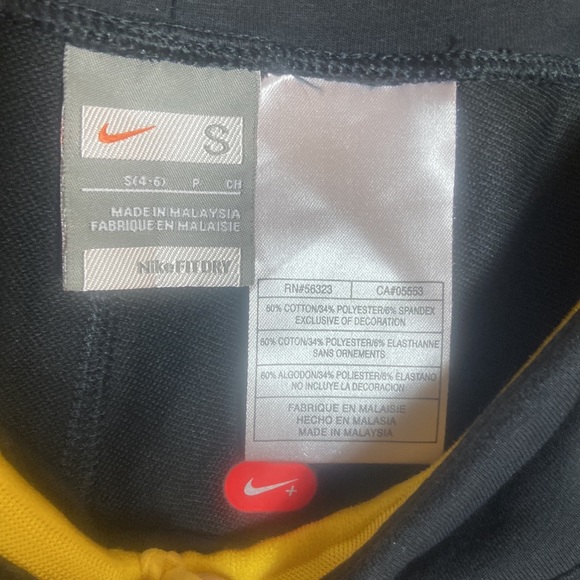 S
S(4-6) P CH
MADE IN MALAYSIA
FABRIQUE EN MALAISIE
Nike FIT DRY
RN#56323 CA#05553
60% COTTON/34% POLYESTER/6% SPANDEX
EXCLUSIVE OF DECORATION
60% COTON/34% POLYESTER/6% ELASTHANNE
SANS ORNEMENTS
60% ALGODON/34% POLIESTER/6% ELASTANO
NO INCLUYE LA DECORACION
FABRIQUE EN MALAISIE
HECHO EN MALASIA
MADE IN MALAYSIA
+